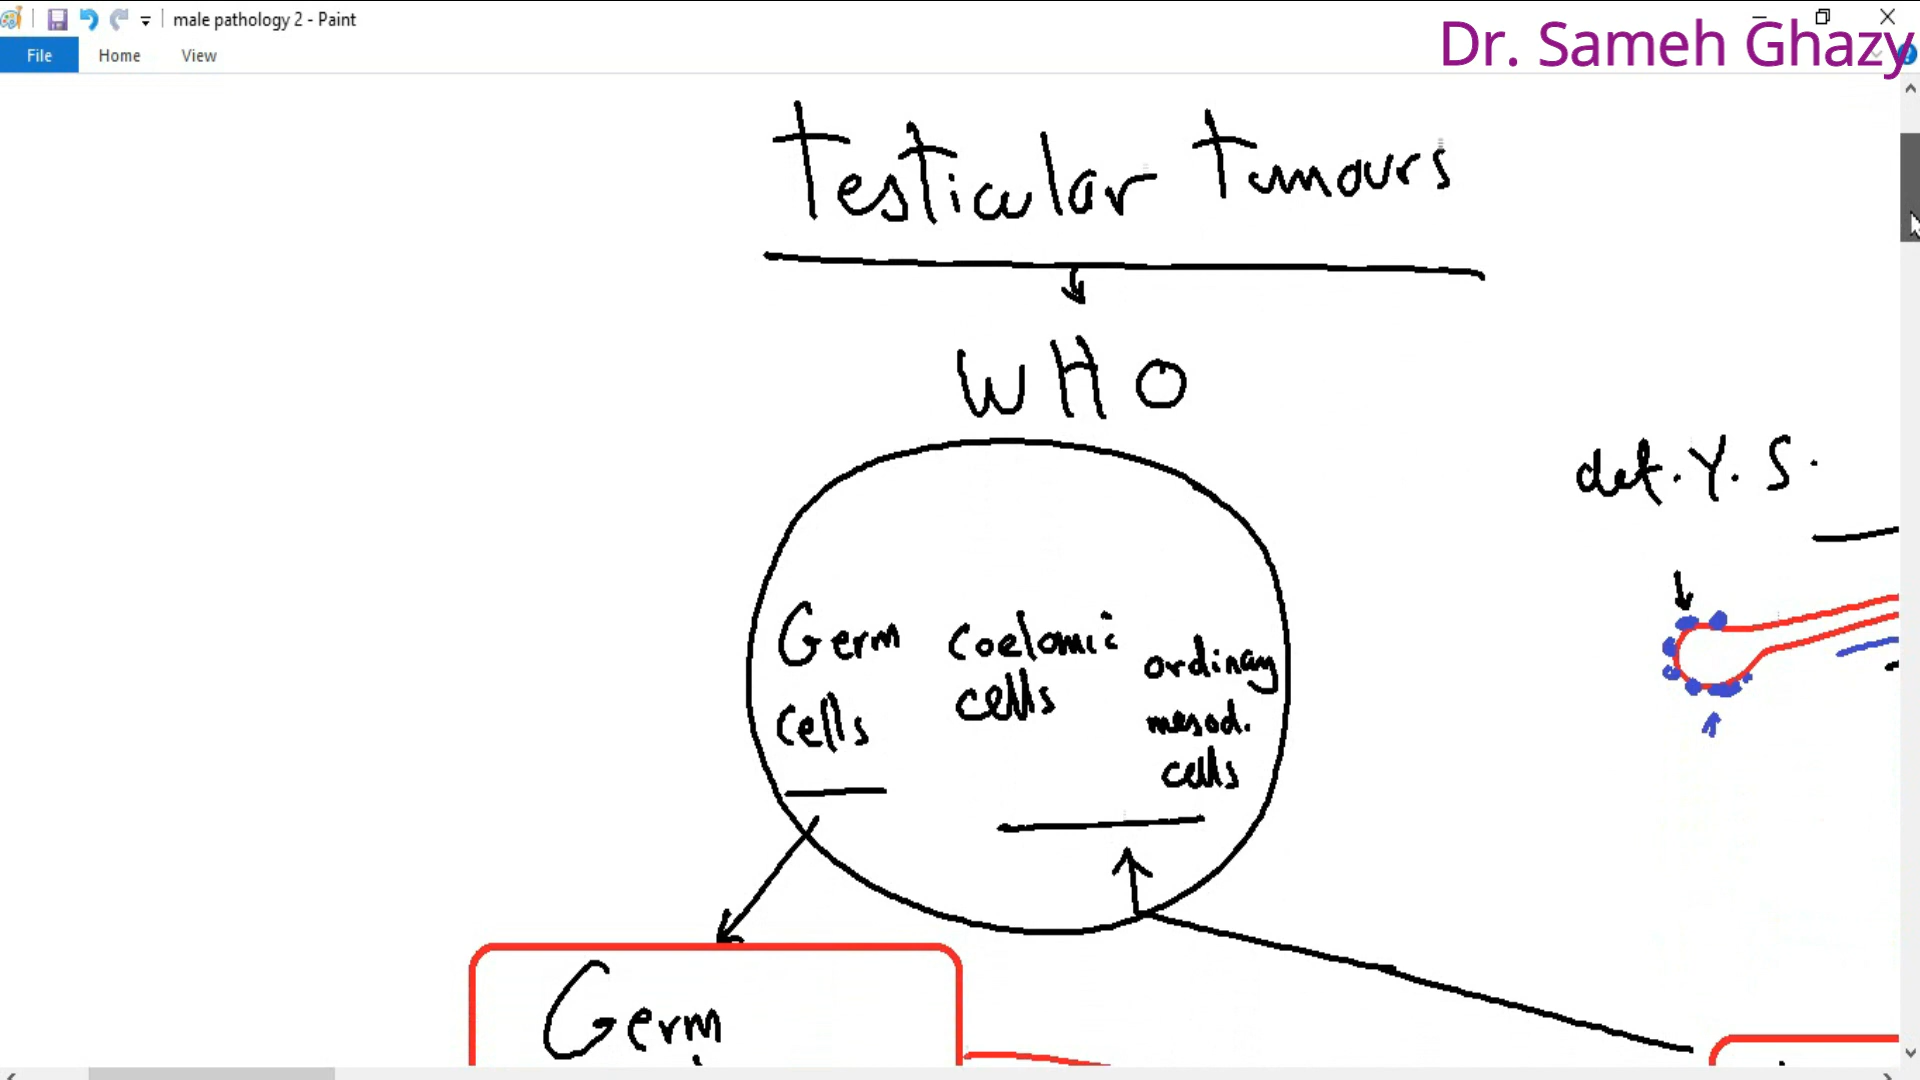 male pathology 2 - Paint
Dr. Sameh Ghazy
File Home View
Testicular Tumours
WHO
det. Y. S.
Germ cells
coelomic cells
ordinary mesod. cells
Germ